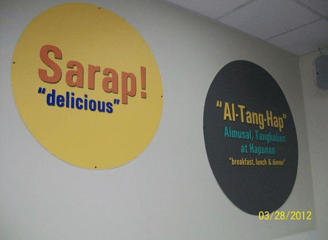 Sarap!
"delicious"
"Al-Tang-Hap"
Almusal, Tanghalian
at Hapunan
"breakfast, lunch & dinner"
03/28/2012